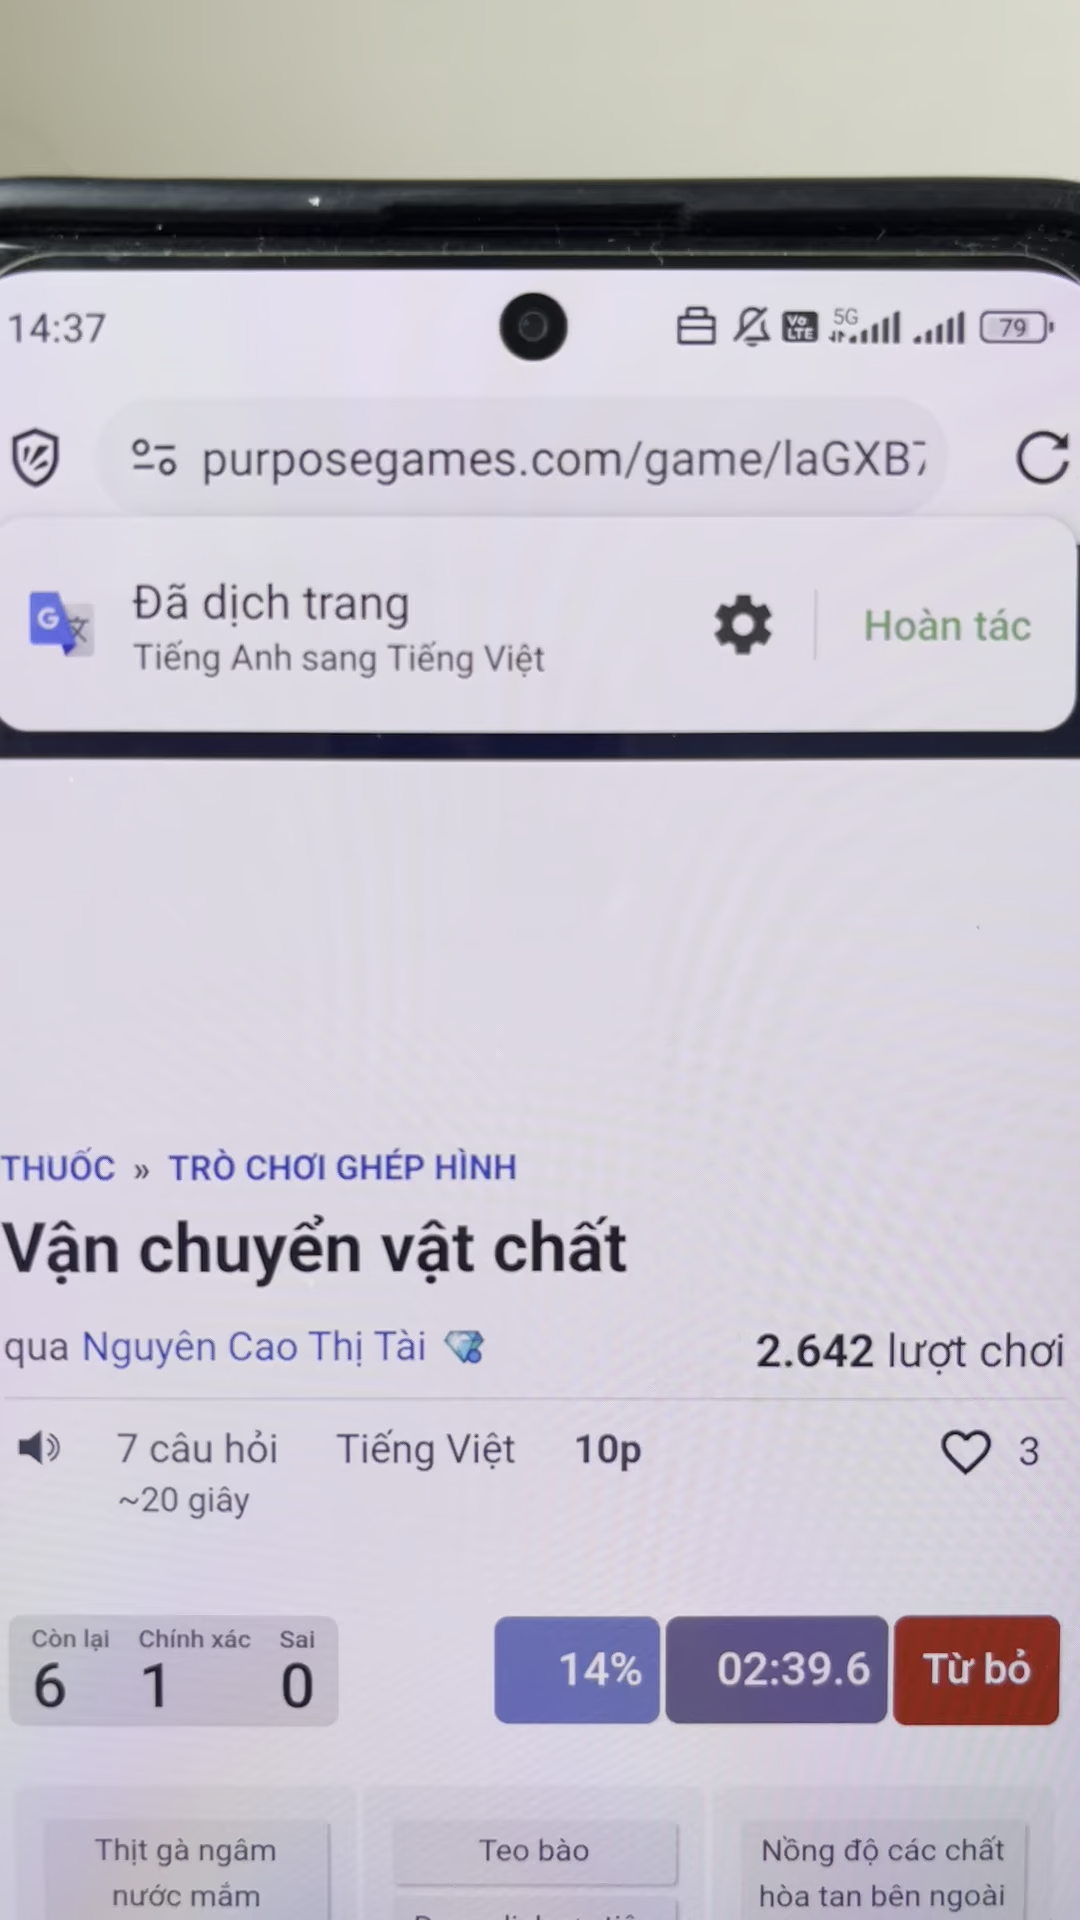 14:37
Vo LTE 5G 79
purposegames.com/game/laGXB
Đã dịch trang
Tiếng Anh sang Tiếng Việt
Hoàn tác
THUỐC » TRÒ CHƠI GHÉP HÌNH
Vận chuyển vật chất
qua Nguyên Cao Thị Tài
2.642 lượt chơi
7 câu hỏi Tiếng Việt 10p 3
~20 giây
Còn lại Chính xác Sai
6 1 0
14% 02:39.6 Từ bỏ
Thịt gà ngâm
nước mắm
Teo bào
Nồng độ các chất
hòa tan bên ngoài